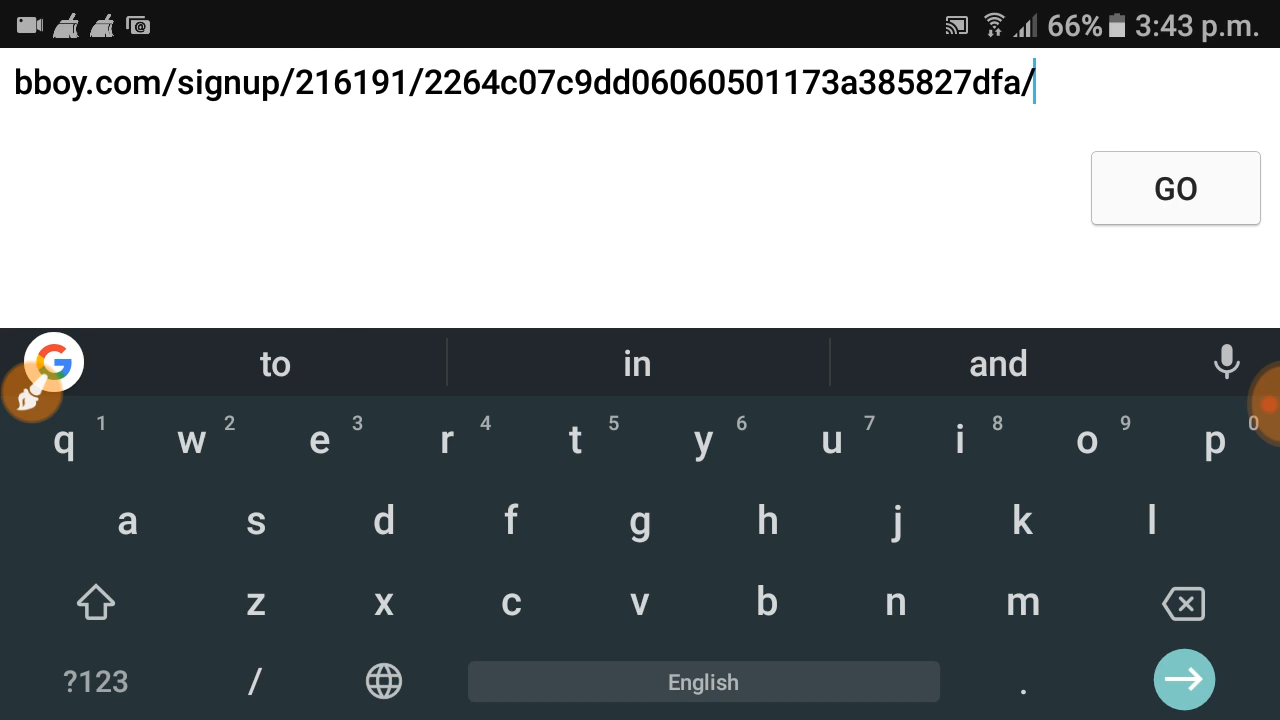 66% 3:43 p.m.
bboy.com/signup/216191/2264c07c9dd06060501173a385827dfa/
GO
to in and
q 1 w 2 e 3 r 4 t 5 y 6 u 7 i 8 o 9 p 0
a s d f g h j k l
z x c v b n m
?123 / English .